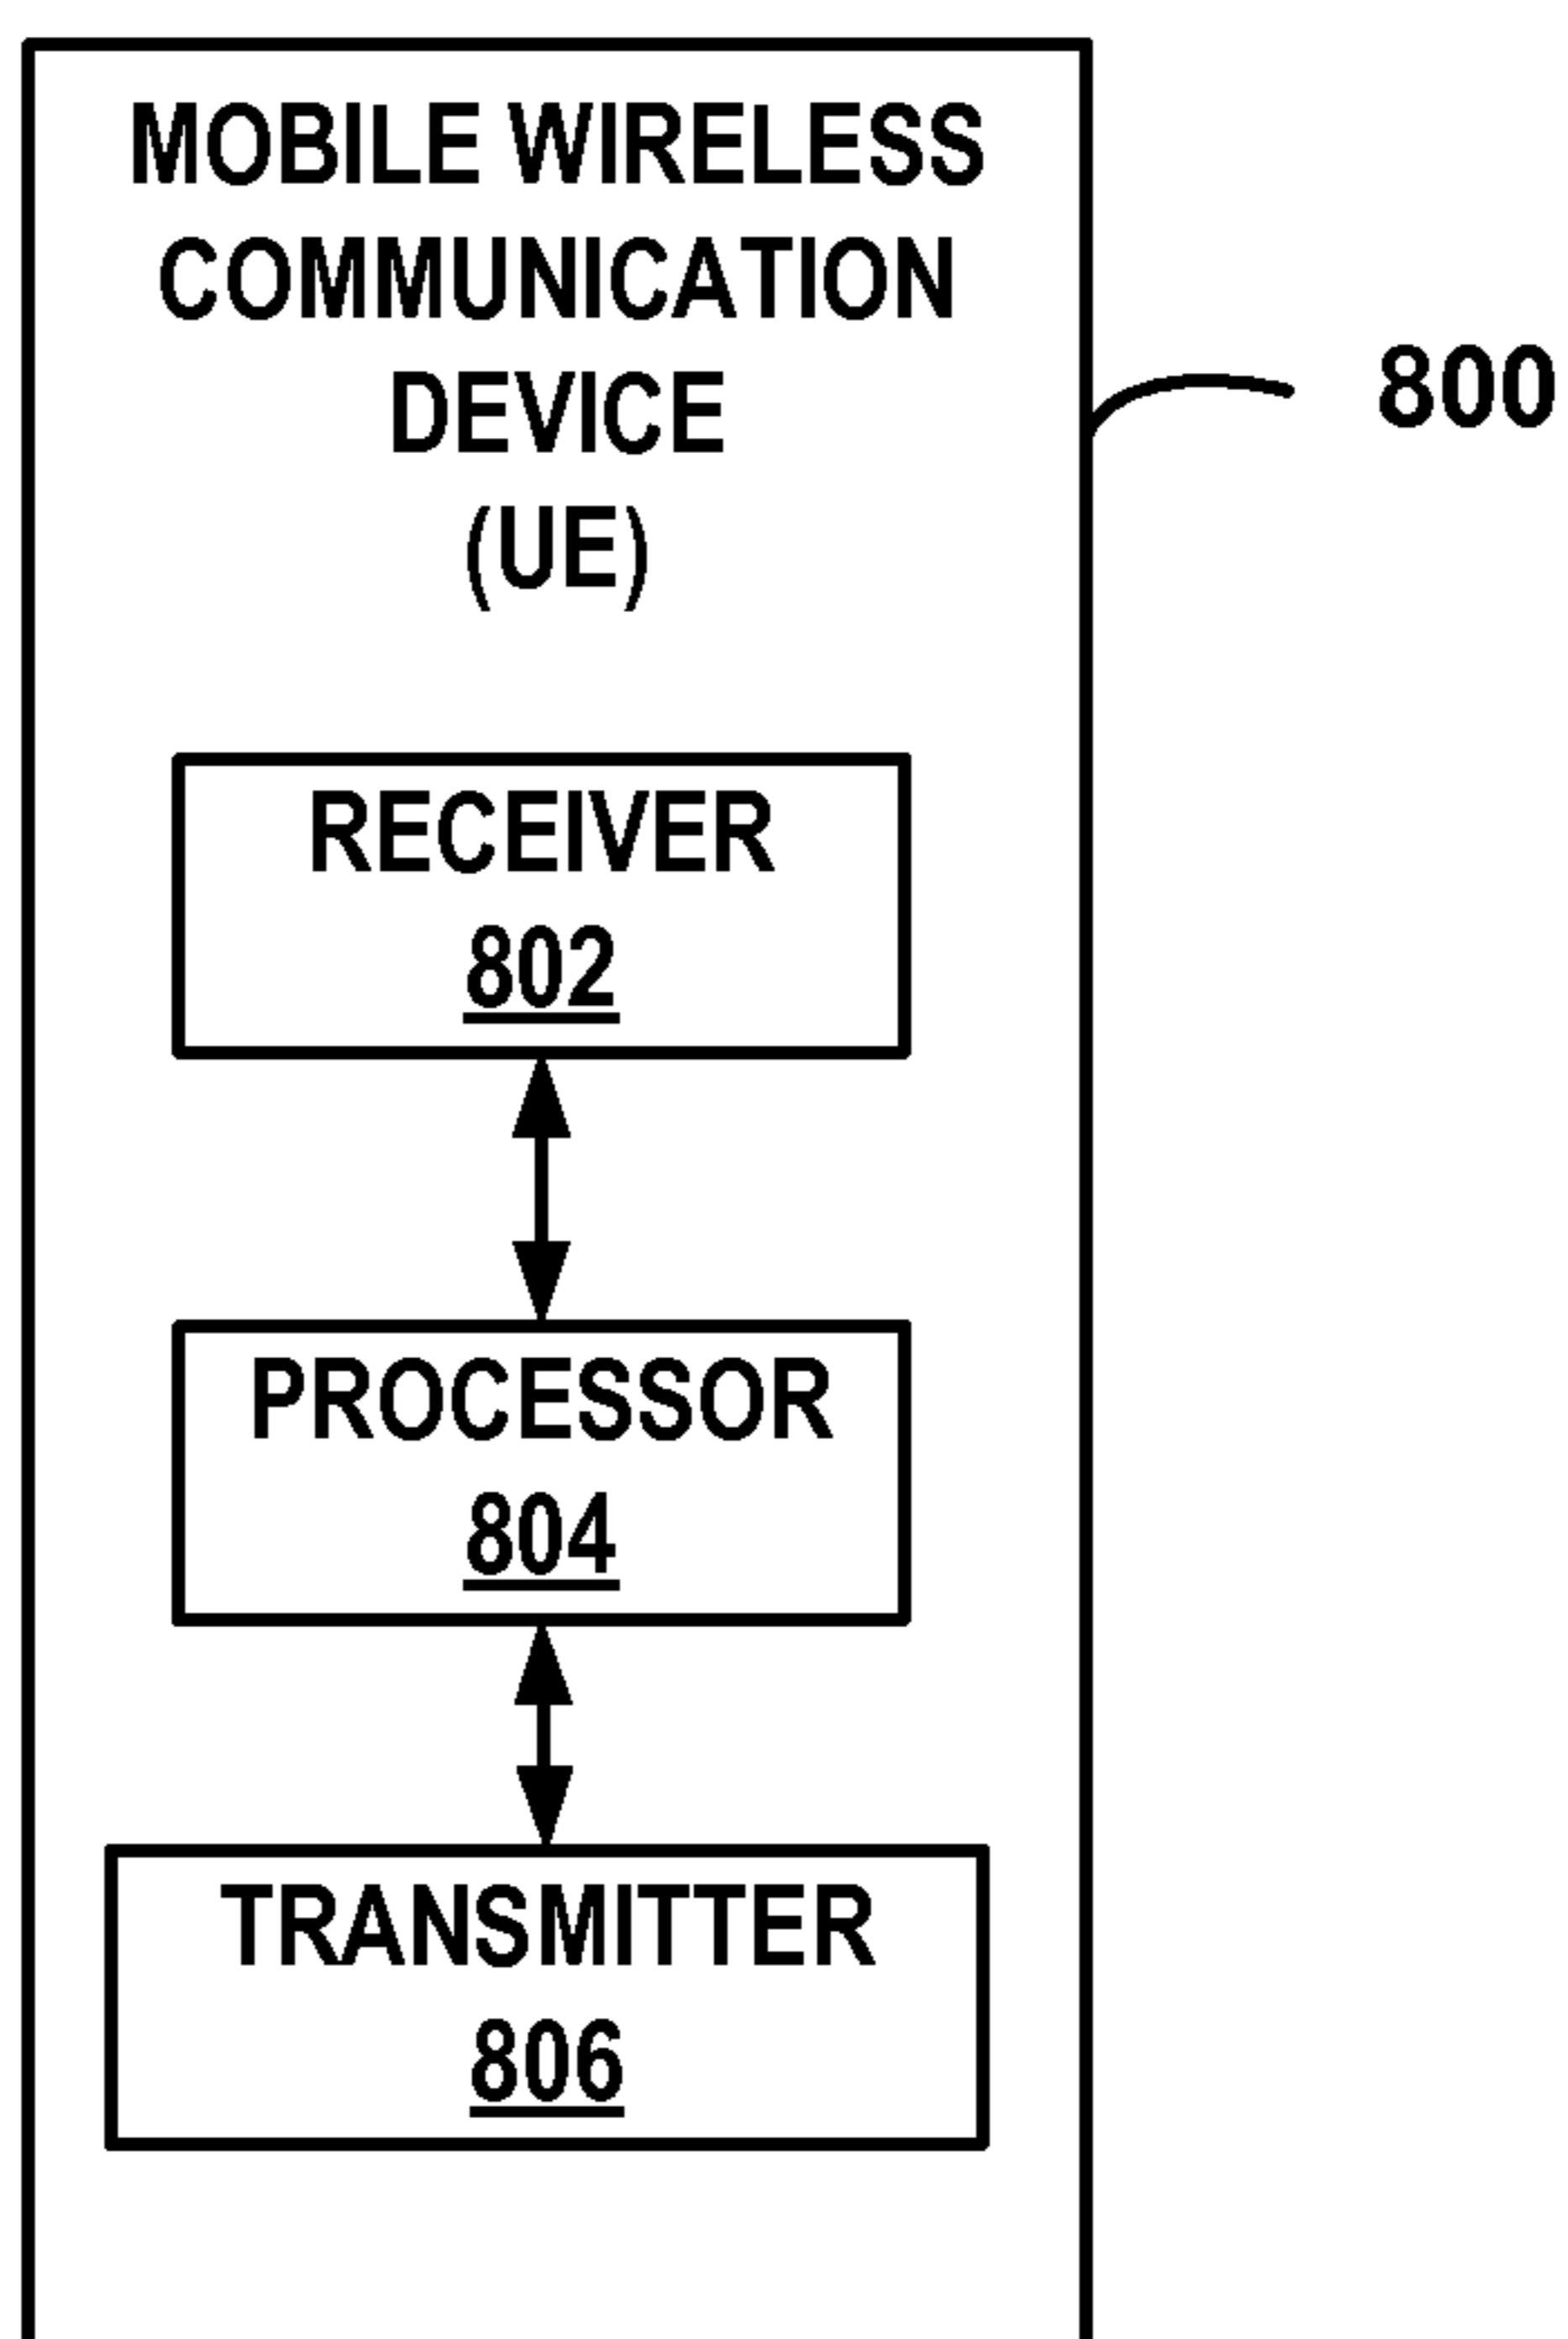 MOBILE WIRELESS
COMMUNICATION
DEVICE
(UE)
800
RECEIVER
802
PROCESSOR
804
TRANSMITTER
806